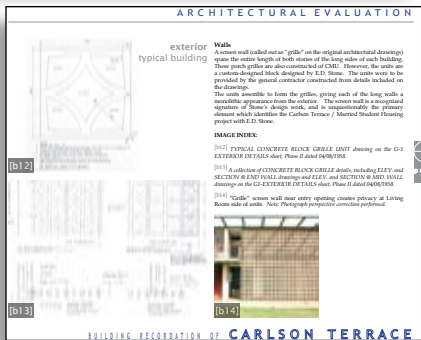 ARCHITECTURAL EVALUATION
exterior
typical building
Walls
A screen wall (called out as "grille" on the original architectural drawings)
spans the entire length of both stories of the long sides of each building.
These porch grilles are also constructed of CMU. However, the units are
a custom-designed block designed by E.D. Stone. The units were to be
provided by the general contractor constructed from details included on
the drawings.
The units assemble to form the grilles, giving each of the long walls a
monolithic appearance from the exterior. The screen wall is a recognized
signature of Stone's design work, and is unquestionably the primary
element which identifies the Carlson Terrace / Married Student Housing
project with E.D. Stone.
IMAGE INDEX:
[b12] TYPICAL CONCRETE GRILLE UNIT drawing on the G-1
EXTERIOR DETAILS sheet, Phase II dated 04/08/1958.
[b13] A collection of CONCRETE BLOCK GRILLE details, including ELEV. and
SECTION @ END WALL drawings and ELEV. and SECTION @ MID. WALL
drawings on the G2-EXTERIOR DETAILS sheet, Phase II dated 04/08/1958.
[b14] "Grille" screen wall near entry opening creates privacy at Living
Room side of units. Note: Photograph perspective correction performed.
[b12]
[b13]
[b14]
BUILDING RECORDATION OF CARLSON TERRACE